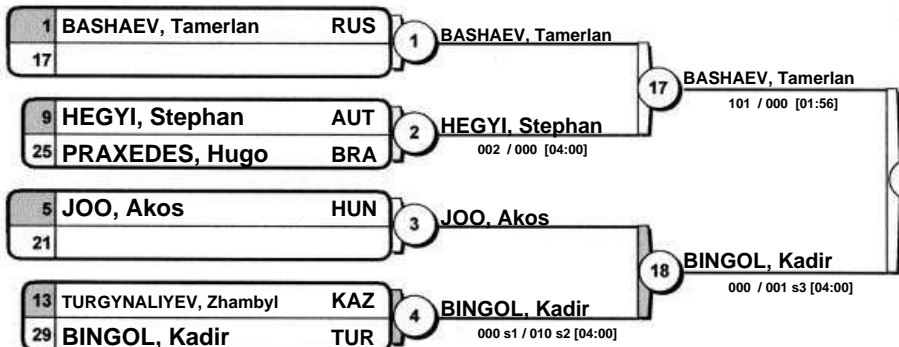 1 BASHAEV, Tamerlan RUS
17
1
BASHAEV, Tamerlan
9 HEGYI, Stephan AUT
25 PRAXEDES, Hugo BRA
2
HEGYI, Stephan
002 / 000 [04:00]
17
BASHAEV, Tamerlan
101 / 000 [01:56]
5 JOO, Akos HUN
21
3
JOO, Akos
13 TURGYNALIYEV, Zhambyl KAZ
29 BINGOL, Kadir TUR
4
BINGOL, Kadir
000 s1 / 010 s2 [04:00]
18
BINGOL, Kadir
000 / 001 s3 [04:00]